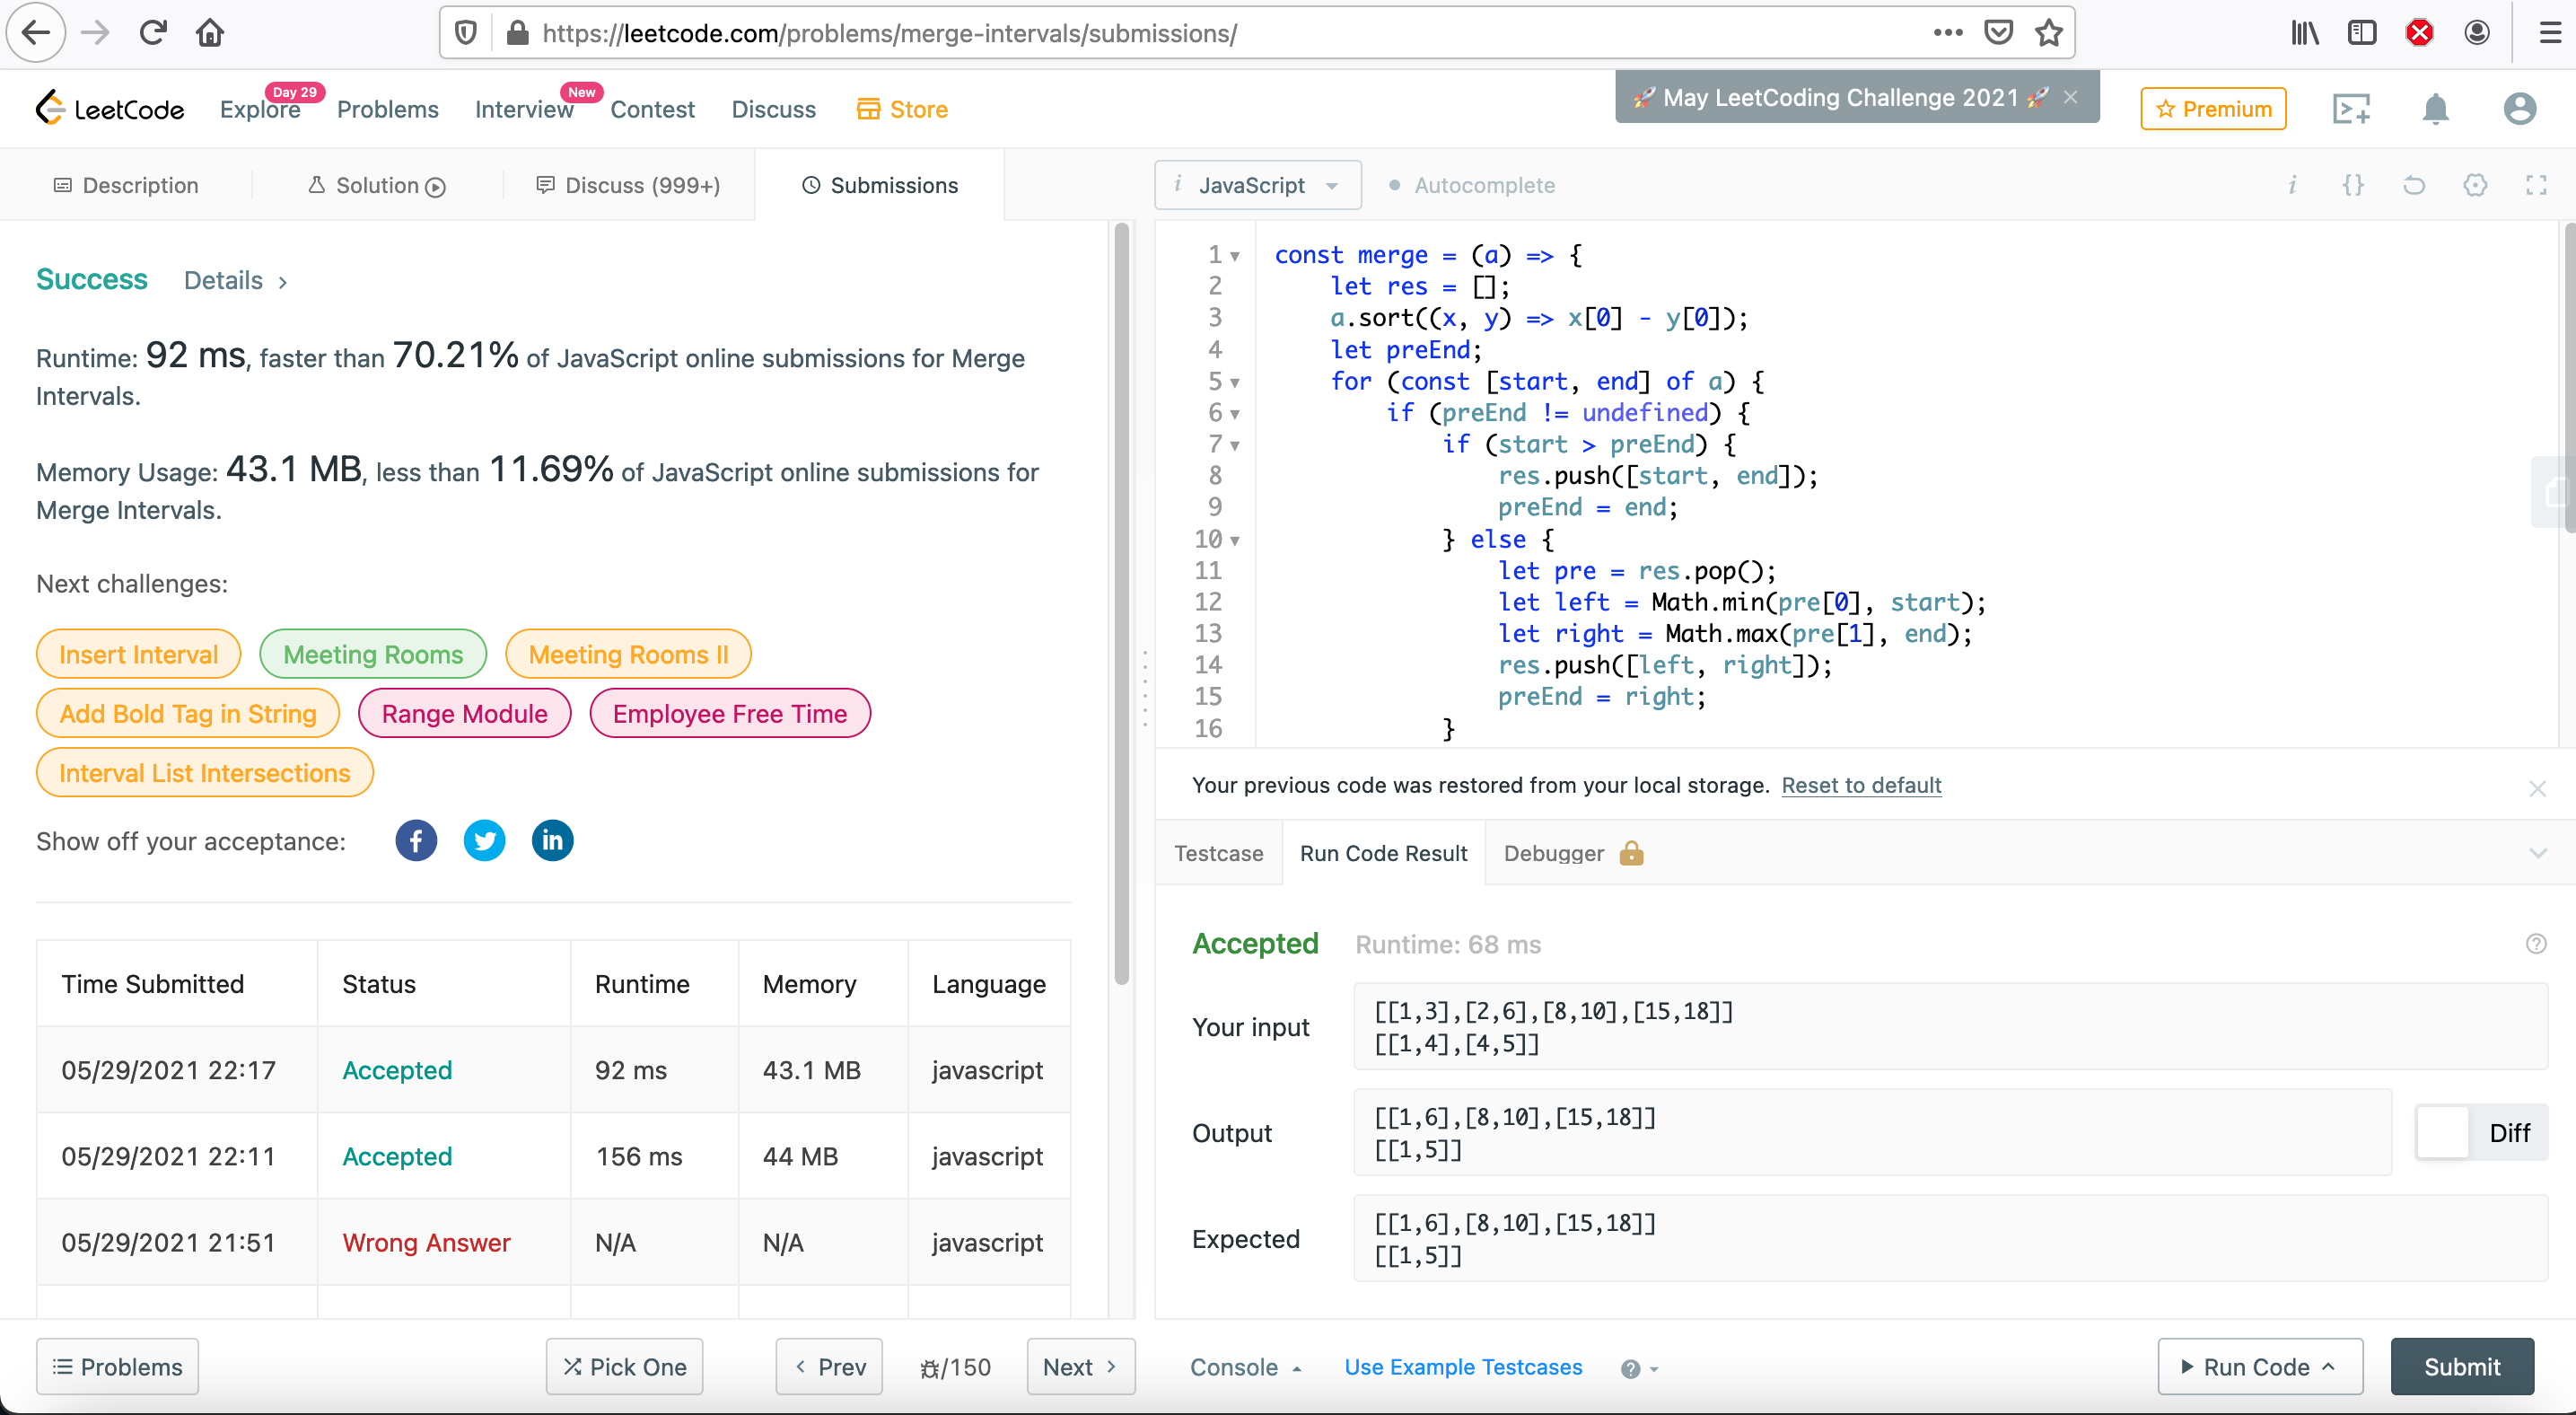 https://leetcode.com/problems/merge-intervals/submissions/
LeetCode
Explore
Day 29
Problems
Interview
New
Contest
Discuss
Store
🚀 May LeetCoding Challenge 2021 🚀
Premium
Description
Solution
Discuss (999+)
Submissions
Success
Details
Runtime: 92 ms, faster than 70.21% of JavaScript online submissions for Merge
Intervals.
Memory Usage: 43.1 MB, less than 11.69% of JavaScript online submissions for
Merge Intervals.
Next challenges:
Insert Interval
Meeting Rooms
Meeting Rooms II
Add Bold Tag in String
Range Module
Employee Free Time
Interval List Intersections
Show off your acceptance:
Time Submitted Status Runtime Memory Language
05/29/2021 22:17 Accepted 92 ms 43.1 MB javascript
05/29/2021 22:11 Accepted 156 ms 44 MB javascript
05/29/2021 21:51 Wrong Answer N/A N/A javascript
Problems
Pick One
Prev
/150
Next
i JavaScript
Autocomplete
i {}
1 const merge = (a) => {
2 let res = [];
3 a.sort((x, y) => x[0] - y[0]);
4 let preEnd;
5 for (const [start, end] of a) {
6 if (preEnd != undefined) {
7 if (start > preEnd) {
8 res.push([start, end]);
9 preEnd = end;
10 } else {
11 let pre = res.pop();
12 let left = Math.min(pre[0], start);
13 let right = Math.max(pre[1], end);
14 res.push([left, right]);
15 preEnd = right;
16 }
Your previous code was restored from your local storage. Reset to default
Testcase
Run Code Result
Debugger
Accepted Runtime: 68 ms
Your input
[[1,3],[2,6],[8,10],[15,18]]
[[1,4],[4,5]]
Output
[[1,6],[8,10],[15,18]]
[[1,5]]
Diff
Expected
[[1,6],[8,10],[15,18]]
[[1,5]]
Console
Use Example Testcases
Run Code
Submit